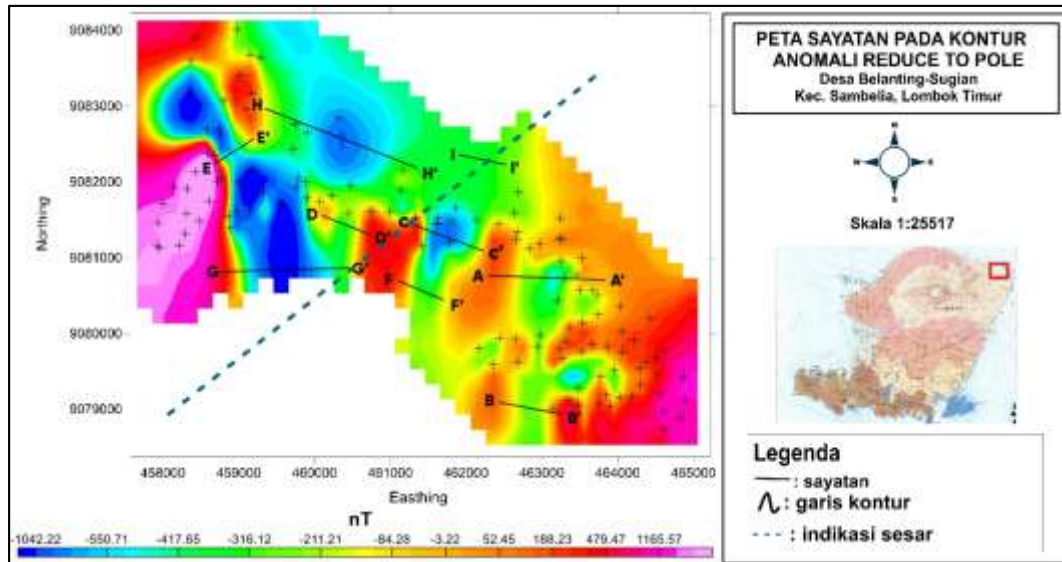 9084000
9083000
9082000
9081000
9080000
9079000
Northing
H
E'
E
H'
I
I'
D
D'
C
C'
G
G'
F
F'
A
A'
B
B'
458000 459000 460000 461000 462000 463000 464000 465000
Easthing
nT
-1042.22 -550.71 -417.65 -316.12 -211.21 -84.28 -3.22 52.45 188.23 479.47 1165.57
PETA SAYATAN PADA KONTUR
ANOMALI REDUCE TO POLE
Desa Belanting-Sugian
Kec. Sambelia, Lombok Timur
Skala 1:25517
Legenda
: sayatan
: garis kontur
: indikasi sesar